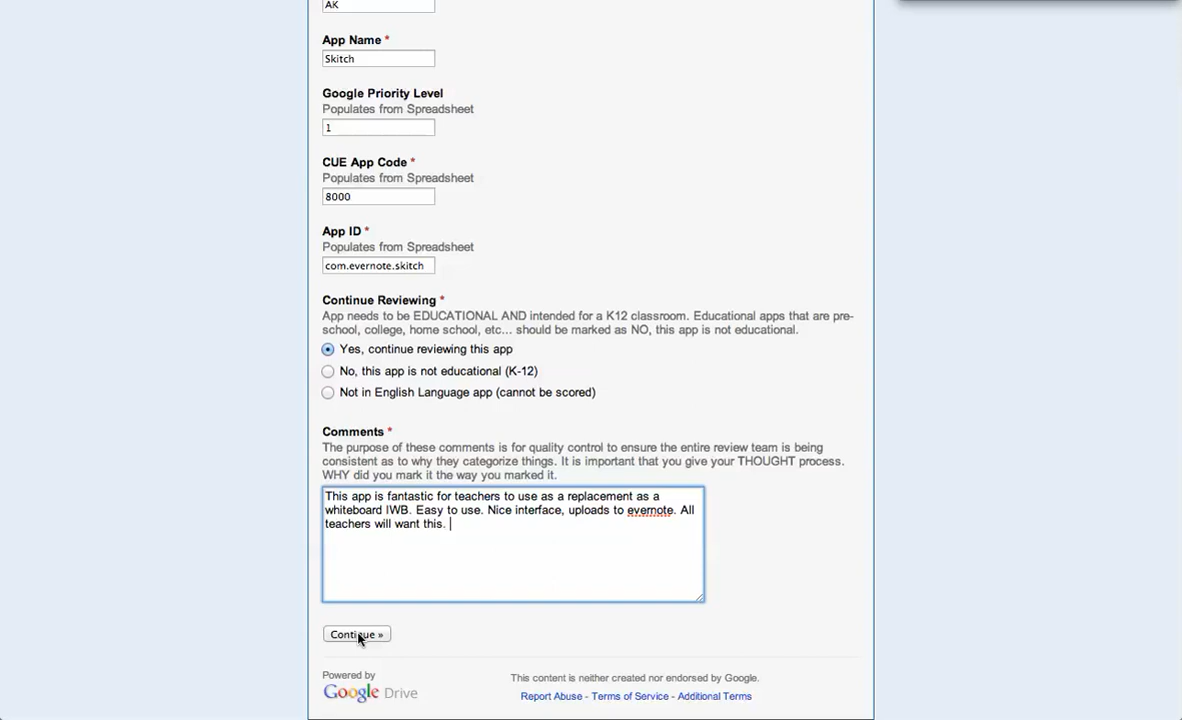 AK
App Name *
Skitch
Google Priority Level
Populates from Spreadsheet
1
CUE App Code *
Populates from Spreadsheet
8000
App ID *
Populates from Spreadsheet
com.evernote.skitch
Continue Reviewing *
App needs to be EDUCATIONAL AND intended for a K12 classroom. Educational apps that are pre-
school, college, home school, etc... should be marked as NO, this app is not educational.
Yes, continue reviewing this app
No, this app is not educational (K-12)
Not in English Language app (cannot be scored)
Comments *
The purpose of these comments is for quality control to ensure the entire review team is being
consistent as to why they categorize things. It is important that you give your THOUGHT process.
WHY did you mark it the way you marked it.
This app is fantastic for teachers to use as a replacement as a
whiteboard IWB. Easy to use. Nice interface, uploads to evernote. All
teachers will want this.
Continue »
Powered by
Google Drive
This content is neither created nor endorsed by Google.
Report Abuse - Terms of Service - Additional Terms